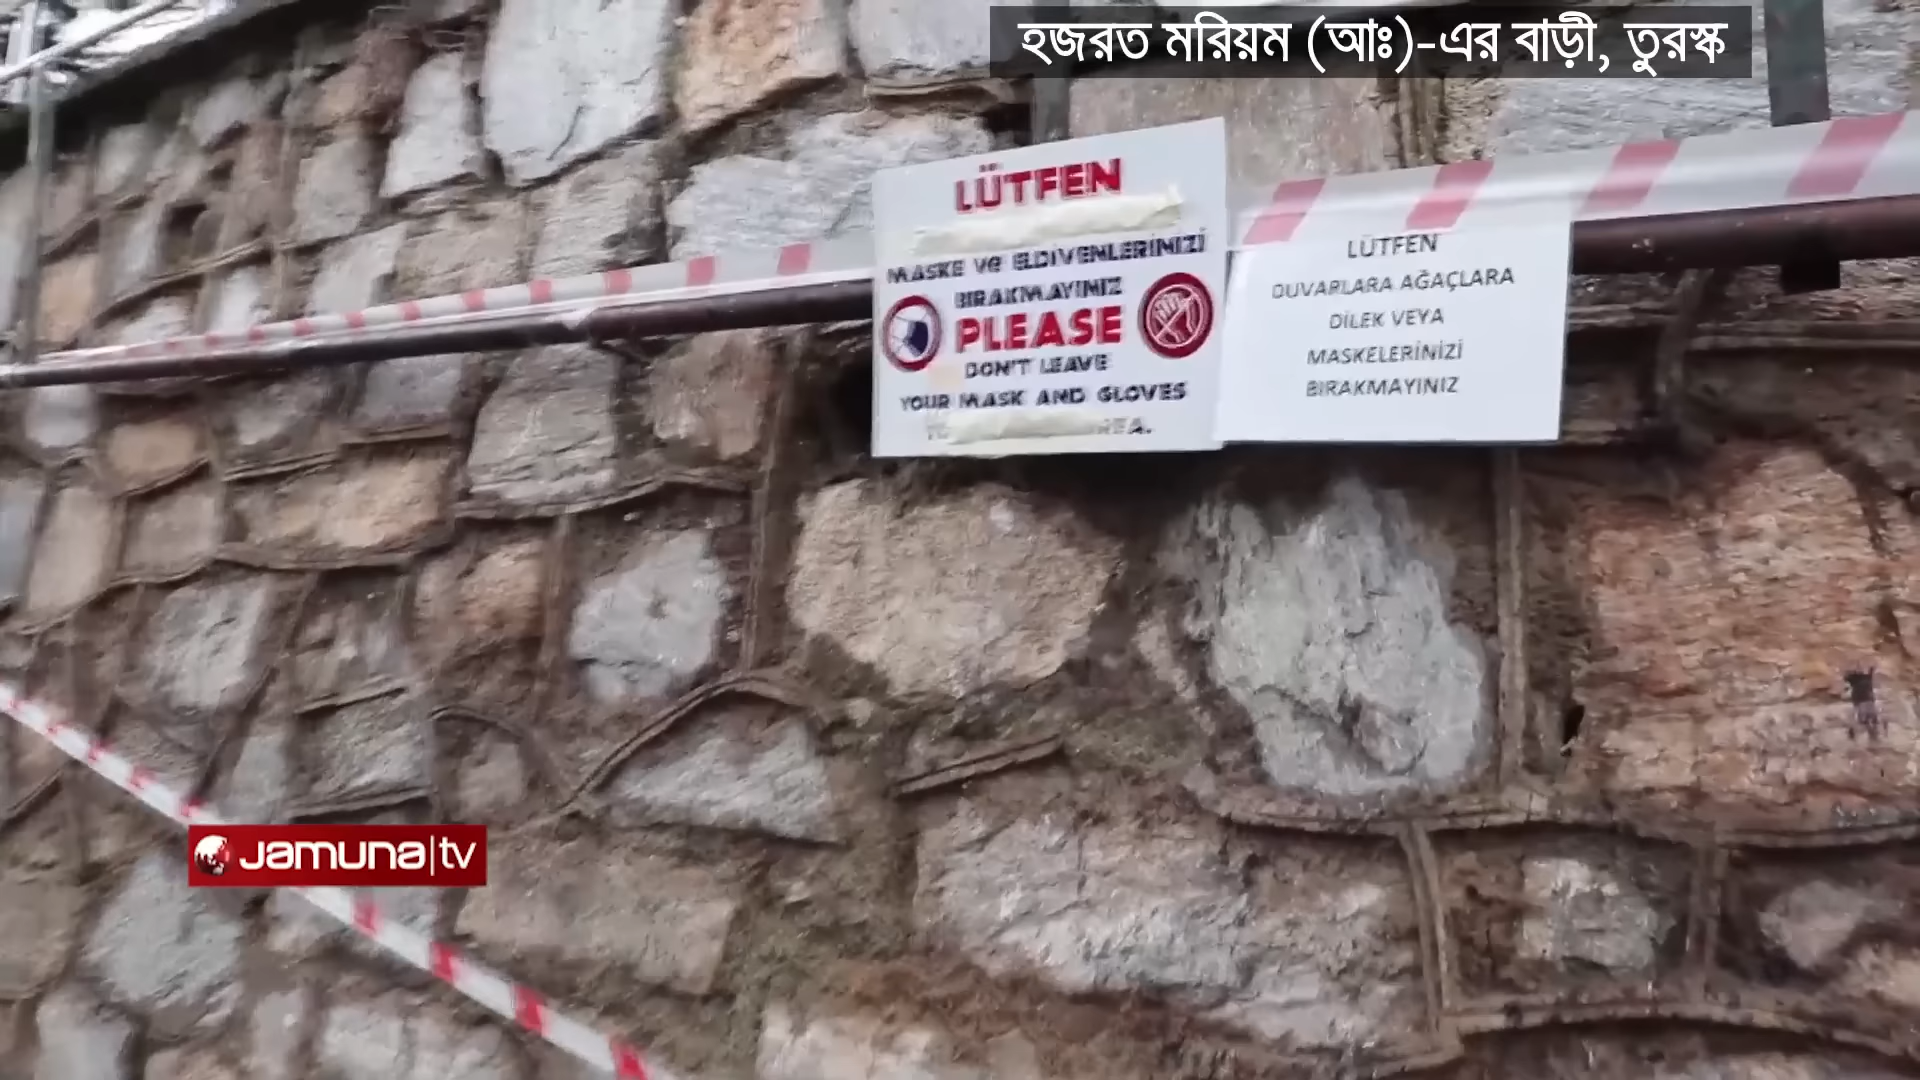 হজরত মরিয়ম (আঃ)-এর বাড়ী, তুরস্ক
LÜTFEN
MASKE ve ELDİVENLERİNİZİ
BIRAKMAYINIZ
PLEASE
DON'T LEAVE
YOUR MASK AND GLOVES
LÜTFEN
DUVARLARA AĞAÇLARA
DİLEK VEYA
MASKELERİNİZİ
BIRAKMAYINIZ
Jamuna|tv